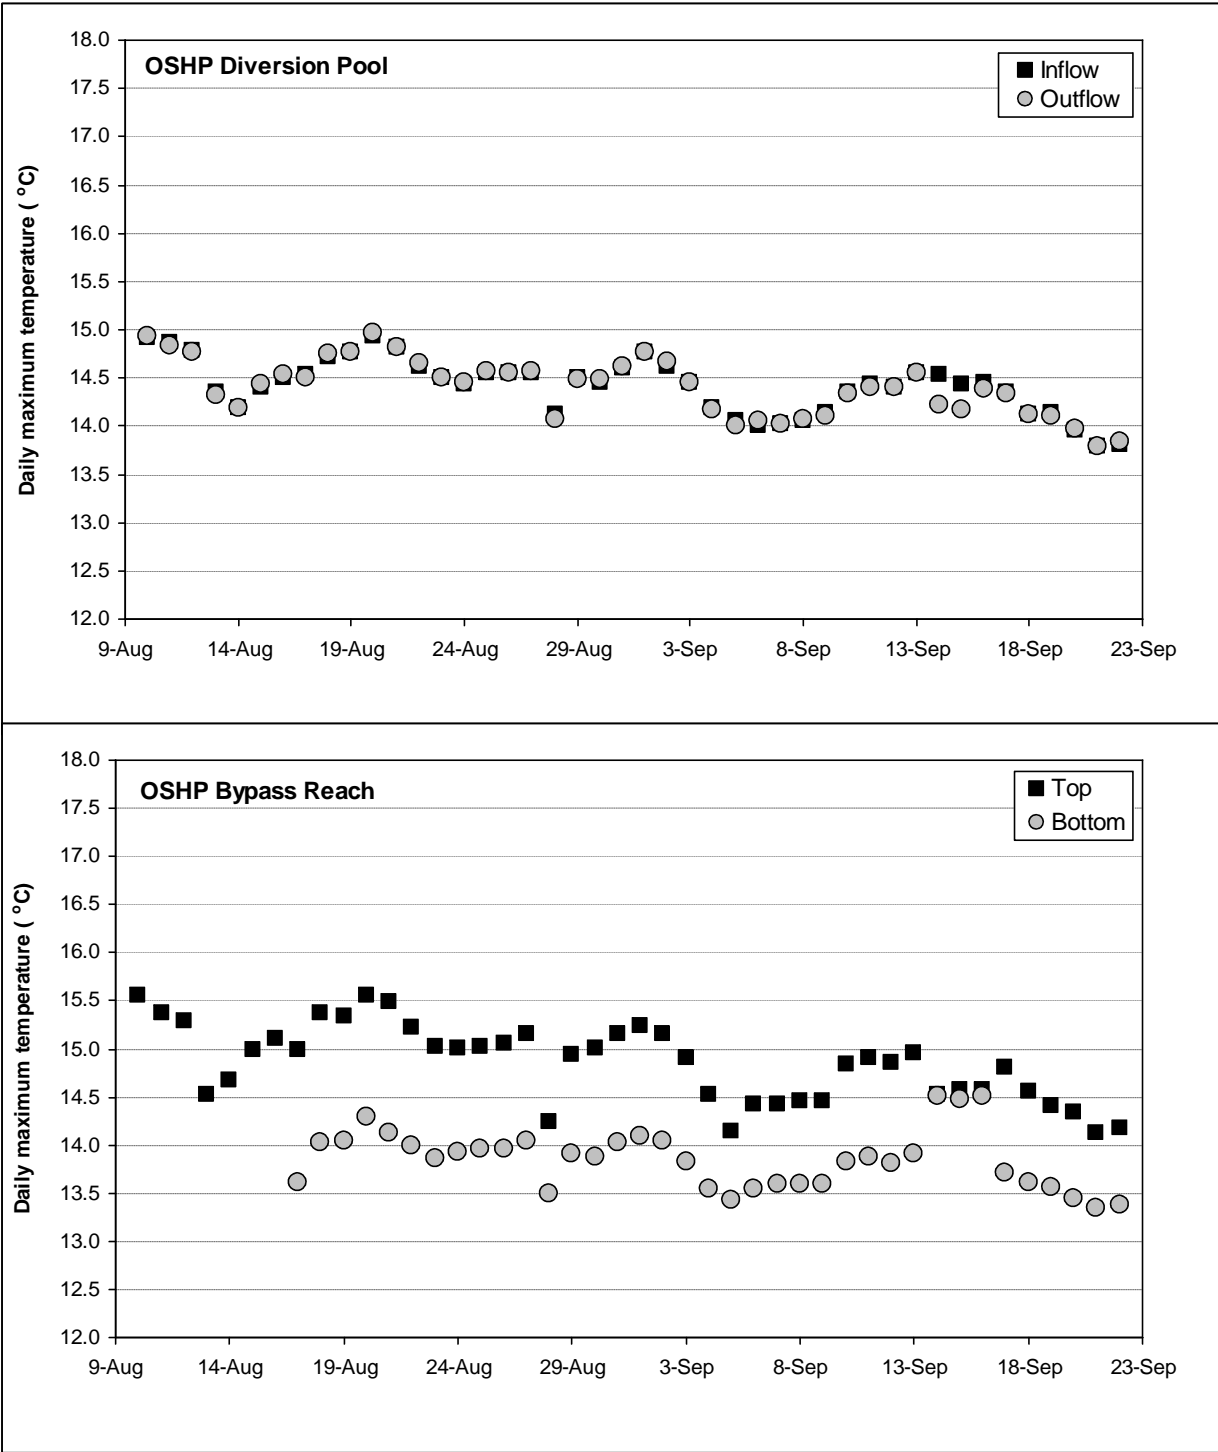 OSHP Diversion Pool
Inflow
Outflow
Daily maximum temperature ( °C)
18.0
17.5
17.0
16.5
16.0
15.5
15.0
14.5
14.0
13.5
13.0
12.5
12.0
9-Aug 14-Aug 19-Aug 24-Aug 29-Aug 3-Sep 8-Sep 13-Sep 18-Sep 23-Sep
OSHP Bypass Reach
Top
Bottom
Daily maximum temperature ( °C)
18.0
17.5
17.0
16.5
16.0
15.5
15.0
14.5
14.0
13.5
13.0
12.5
12.0
9-Aug 14-Aug 19-Aug 24-Aug 29-Aug 3-Sep 8-Sep 13-Sep 18-Sep 23-Sep